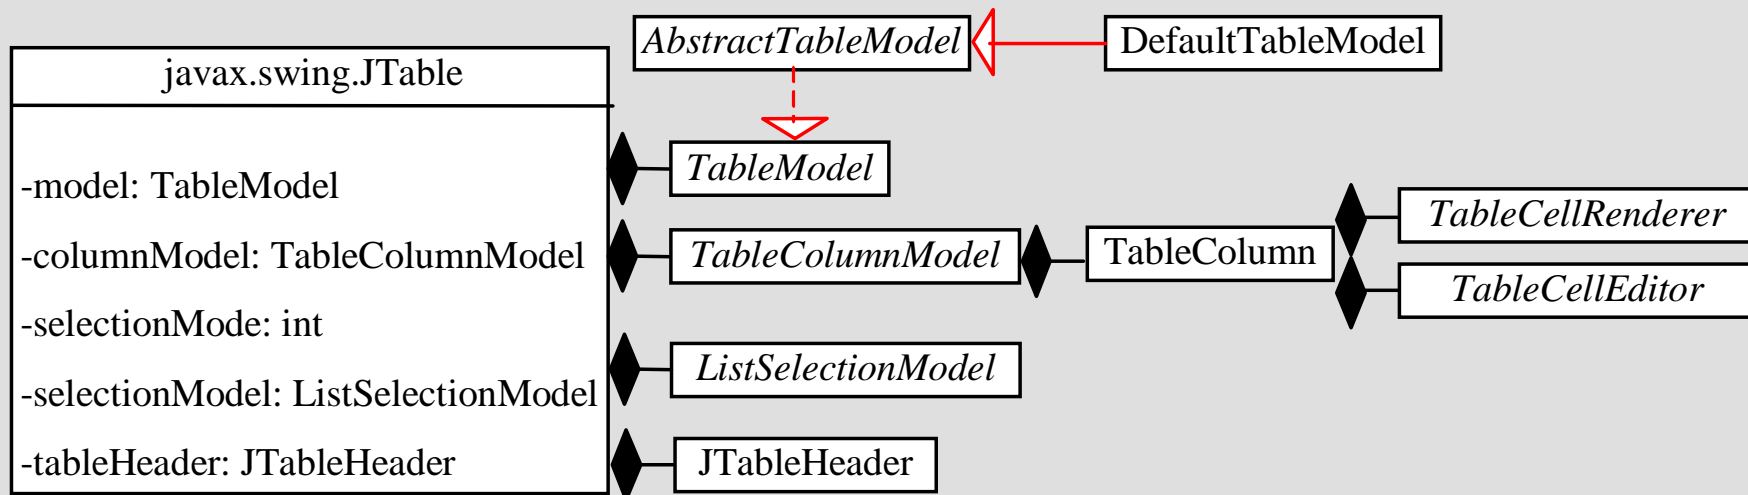 AbstractTableModel
DefaultTableModel
javax.swing.JTable
-model: TableModel
-columnModel: TableColumnModel
-selectionMode: int
-selectionModel: ListSelectionModel
-tableHeader: JTableHeader
TableModel
TableColumnModel
TableColumn
TableCellRenderer
TableCellEditor
ListSelectionModel
JTableHeader